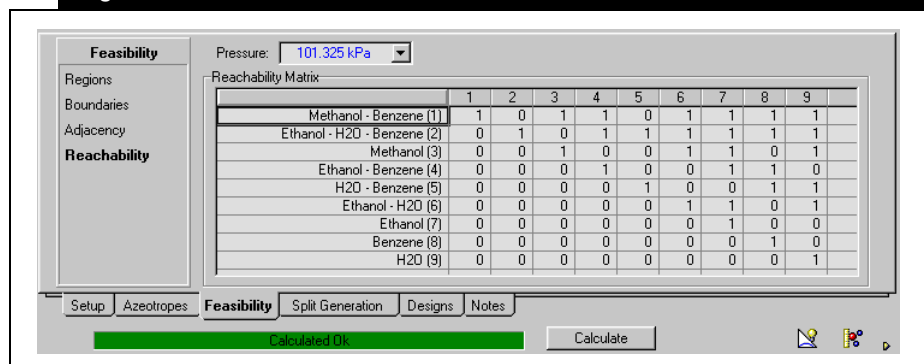 Feasibility
Regions
Boundaries
Adjacency
Reachability
Pressure: 101.325 kPa
Reachability Matrix
1 2 3 4 5 6 7 8 9
Methanol - Benzene (1) 1 0 1 1 0 1 1 1 1
Ethanol - H2O - Benzene (2) 0 1 0 1 1 1 1 1 1
Methanol (3) 0 0 1 0 0 1 1 0 1
Ethanol - Benzene (4) 0 0 0 1 0 0 1 1 0
H2O - Benzene (5) 0 0 0 0 1 0 0 1 1
Ethanol - H2O (6) 0 0 0 0 0 1 1 0 1
Ethanol (7) 0 0 0 0 0 0 1 0 0
Benzene (8) 0 0 0 0 0 0 0 1 0
H2O (9) 0 0 0 0 0 0 0 0 1
Setup Azeotropes Feasibility Split Generation Designs Notes
Calculated Ok Calculate